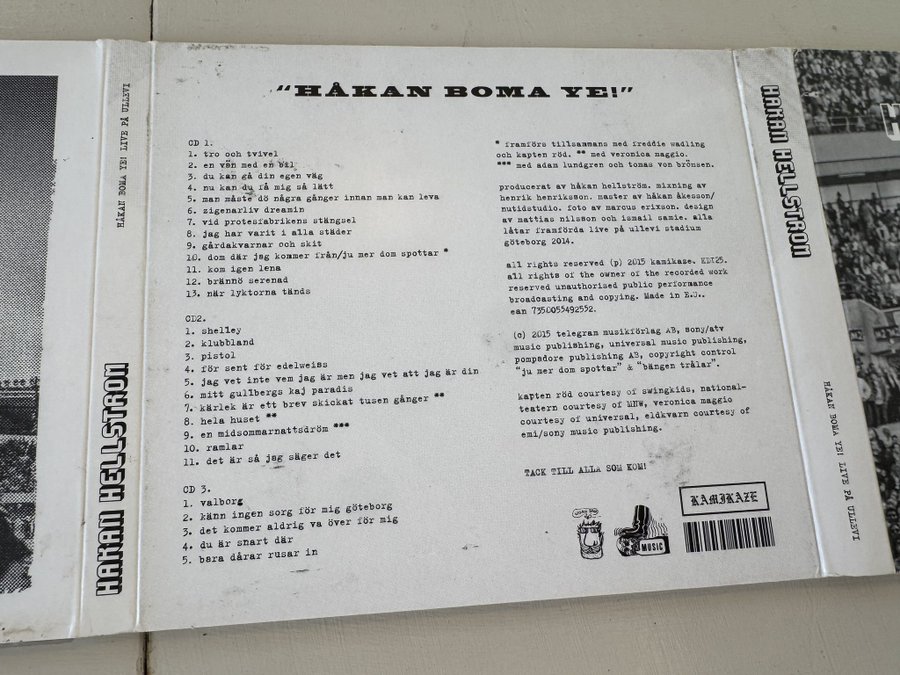 HÅKAN BOMA YE! LIVE PÅ ULLEVI
HÅKAN HELLSTRÖM
"HÅKAN BOMA YE!"
CD 1.
1. tro och tvivel
2. en vän med en bil
3. du kan gå din egen väg
4. nu kan du få mig så lätt
5. man måste dö några gånger innan man kan leva
6. zigenarliv dreamin
7. vid protesfabrikens stängsel
8. jag har varit i alla städer
9. gårdakvarnar och skit
10. dom där jag kommer från/ju mer dom spottar *
11. kom igen lena
12. brännö serenad
13. när lyktorna tänds
CD2.
1. shelley
2. klubbland
3. pistol
4. för sent för edelweiss
5. jag vet inte vem jag är men jag vet att jag är din
6. mitt gullbergs kaj paradis
7. kärlek är ett brev skickat tusen gånger **
8. hela huset **
9. en midsommarnattsdröm ***
10. ramlar
11. det är så jag säger det
CD 3.
1. valborg
2. känn ingen sorg för mig göteborg
3. det kommer aldrig va över för mig
4. du är snart där
5. bara dårar rusar in
* framförs tillsammans med freddie wadling
och kapten röd. ** med veronica maggio.
*** med adam lundgren och tomas von brömsen.
producerat av håkan hellström. mixning av
henrik henriksson. master av håkan åkesson/
nutidstudio. foto av marcus erixson. design
av mattias nilsson och ismail samie. alla
låtar framförda live på ullevi stadium
göteborg 2014.
all rights reserved (p) 2015 kamikaze. KDT25.
all rights of the owner of the recorded work
reserved unauthorised public performance
broadcasting and copying. Made in E.U..
ean 7350055492552.
(c) 2015 telegram musikförlag AB, sony/atv
music publishing, universal music publishing,
pompadore publishing AB, copyright control
"ju mer dom spottar" & "bängen trålar".
kapten röd courtesy of swingkids, national-
teatern courtesy of MNW, veronica maggio
courtesy of universal, eldkvarn courtesy of
emi/sony music publishing.
TACK TILL ALLA SOM KOM!
MUSIC
KAMIKAZE
HÅKAN HELLSTRÖM
HÅKAN BOMA YE! LIVE PÅ ULLEVI